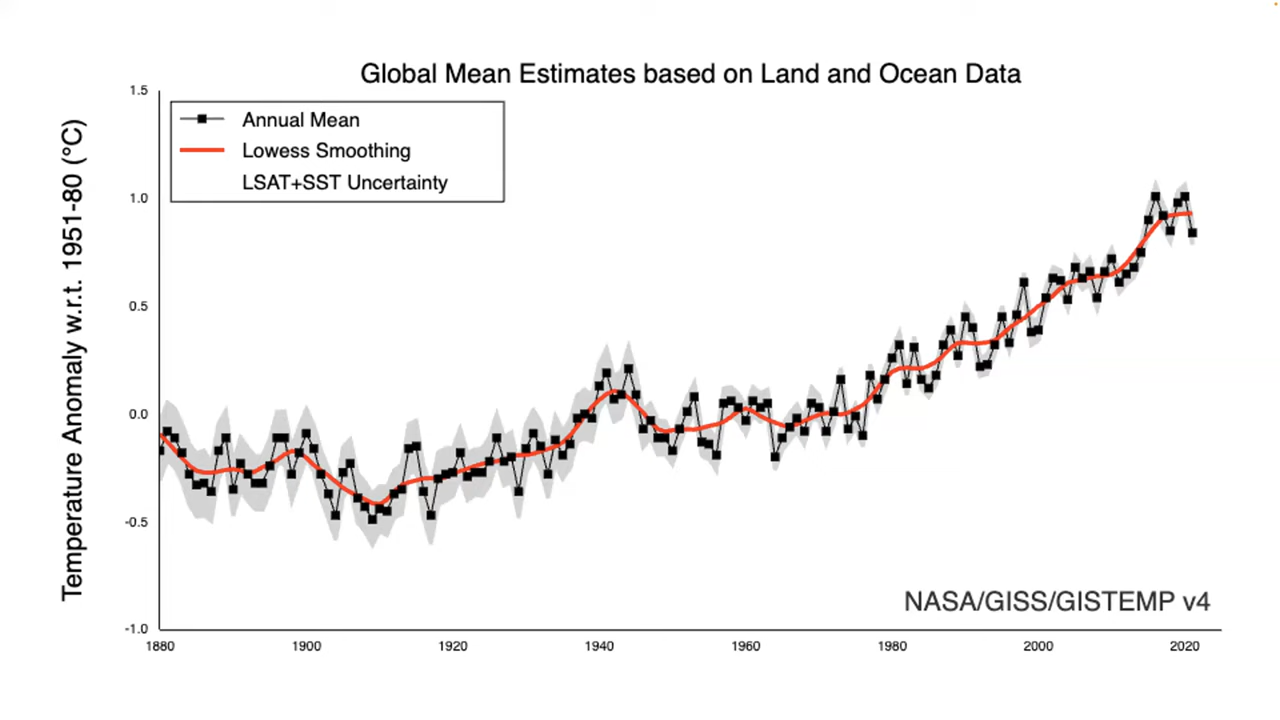 Global Mean Estimates based on Land and Ocean Data
Temperature Anomaly w.r.t. 1951-80 (°C)
1.5
1.0
0.5
0.0
-0.5
-1.0
Annual Mean
Lowess Smoothing
LSAT+SST Uncertainty
NASA/GISS/GISTEMP v4
1880 1900 1920 1940 1960 1980 2000 2020